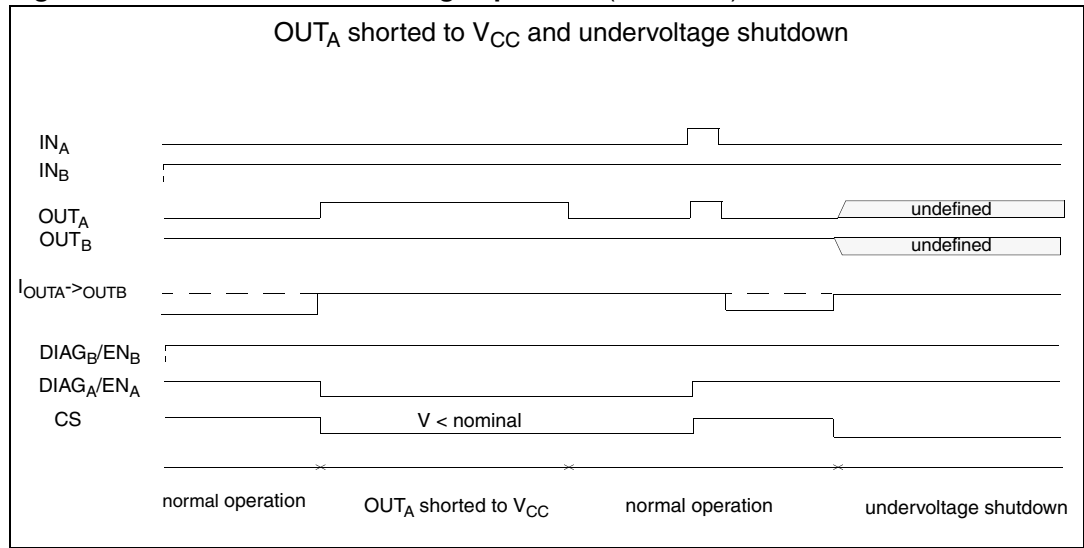 OUTA shorted to VCC and undervoltage shutdown
INA
INB
OUTA
undefined
OUTB
undefined
IOUTA->OUTB
DIAGB/ENB
DIAGA/ENA
CS
V < nominal
normal operation
OUTA shorted to VCC
normal operation
undervoltage shutdown